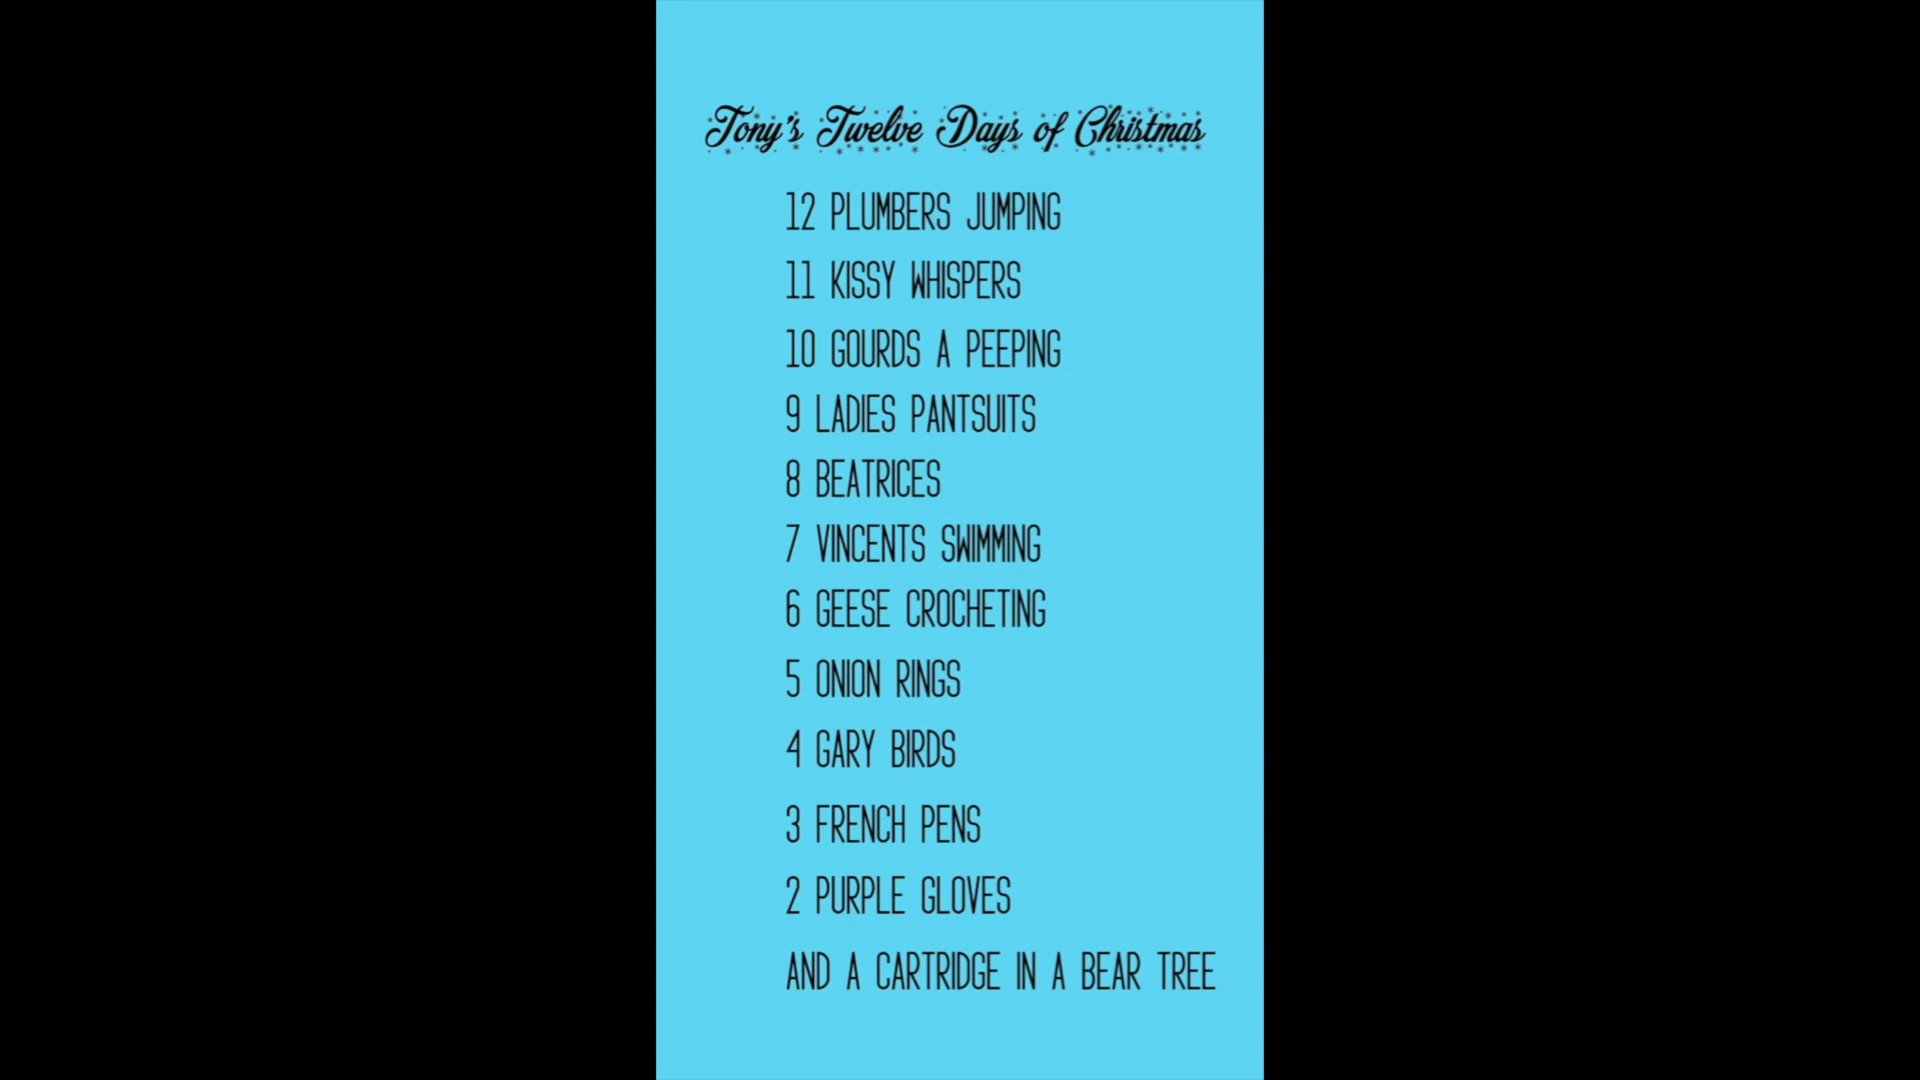 Tony's Twelve Days of Christmas
12 PLUMBERS JUMPING
11 KISSY WHISPERS
10 GOURDS A PEEPING
9 LADIES PANTSUITS
8 BEATRICES
7 VINCENTS SWIMMING
6 GEESE CROCHETING
5 ONION RINGS
4 GARY BIRDS
3 FRENCH PENS
2 PURPLE GLOVES
AND A CARTRIDGE IN A BEAR TREE